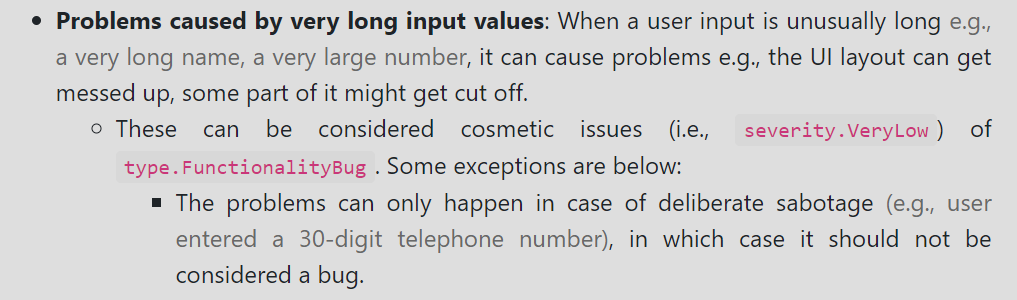 • Problems caused by very long input values: When a user input is unusually long e.g.,
a very long name, a very large number, it can cause problems e.g., the UI layout can get
messed up, some part of it might get cut off.
○ These can be considered cosmetic issues (i.e., severity.VeryLow ) of
type.FunctionalityBug . Some exceptions are below:
▪ The problems can only happen in case of deliberate sabotage (e.g., user
entered a 30-digit telephone number), in which case it should not be
considered a bug.